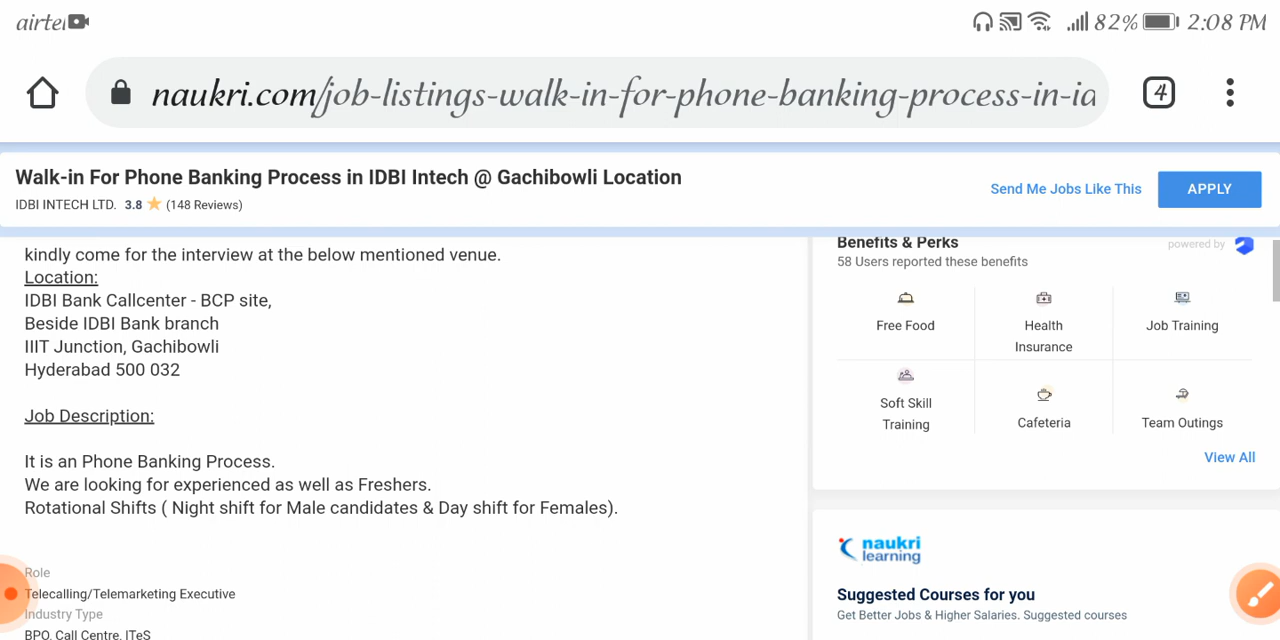 airtel
82% 2:08 PM
naukri.com/job-listings-walk-in-for-phone-banking-process-in-id
4
Walk-in For Phone Banking Process in IDBI Intech @ Gachibowli Location
IDBI INTECH LTD. 3.8 (148 Reviews)
Send Me Jobs Like This
APPLY
kindly come for the interview at the below mentioned venue.
Location:
IDBI Bank Callcenter - BCP site,
Beside IDBI Bank branch
IIIT Junction, Gachibowli
Hyderabad 500 032
Job Description:
It is an Phone Banking Process.
We are looking for experienced as well as Freshers.
Rotational Shifts ( Night shift for Male candidates & Day shift for Females).
Role
Telecalling/Telemarketing Executive
Industry Type
BPO, Call Centre, ITeS
Benefits & Perks
powered by
58 Users reported these benefits
Free Food
Health
Insurance
Job Training
Soft Skill
Training
Cafeteria
Team Outings
View All
naukri
learning
Suggested Courses for you
Get Better Jobs & Higher Salaries. Suggested courses